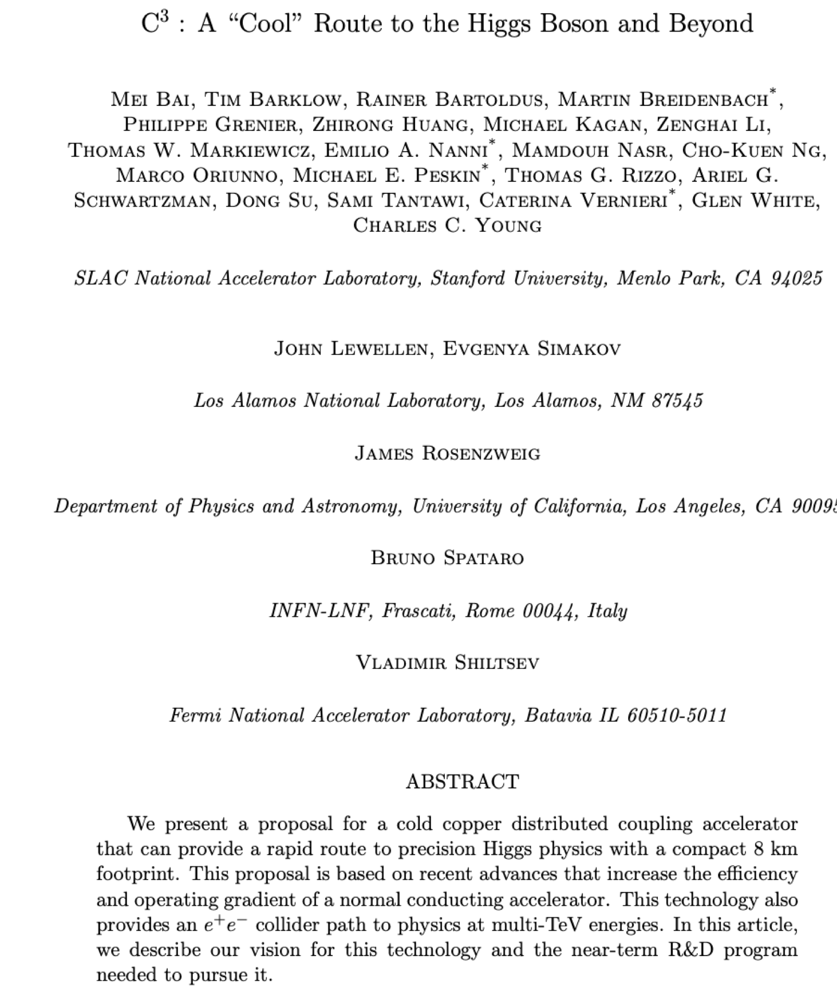 C³ : A “Cool” Route to the Higgs Boson and Beyond
Mei Bai, Tim Barklow, Rainer Bartoldus, Martin Breidenbach*,
Philippe Grenier, Zhirong Huang, Michael Kagan, Zenghai Li,
Thomas W. Markiewicz, Emilio A. Nanni*, Mamdouh Nasr, Cho-Kuen Ng,
Marco Oriunno, Michael E. Peskin*, Thomas G. Rizzo, Ariel G.
Schwartzman, Dong Su, Sami Tantawi, Caterina Vernieri*, Glen White,
Charles C. Young
SLAC National Accelerator Laboratory, Stanford University, Menlo Park, CA 94025
John Lewellen, Evgenya Simakov
Los Alamos National Laboratory, Los Alamos, NM 87545
James Rosenzweig
Department of Physics and Astronomy, University of California, Los Angeles, CA 90095
Bruno Spataro
INFN-LNF, Frascati, Rome 00044, Italy
Vladimir Shiltsev
Fermi National Accelerator Laboratory, Batavia IL 60510-5011
ABSTRACT
We present a proposal for a cold copper distributed coupling accelerator
that can provide a rapid route to precision Higgs physics with a compact 8 km
footprint. This proposal is based on recent advances that increase the efficiency
and operating gradient of a normal conducting accelerator. This technology also
provides an e⁺e⁻ collider path to physics at multi-TeV energies. In this article,
we describe our vision for this technology and the near-term R&D program
needed to pursue it.